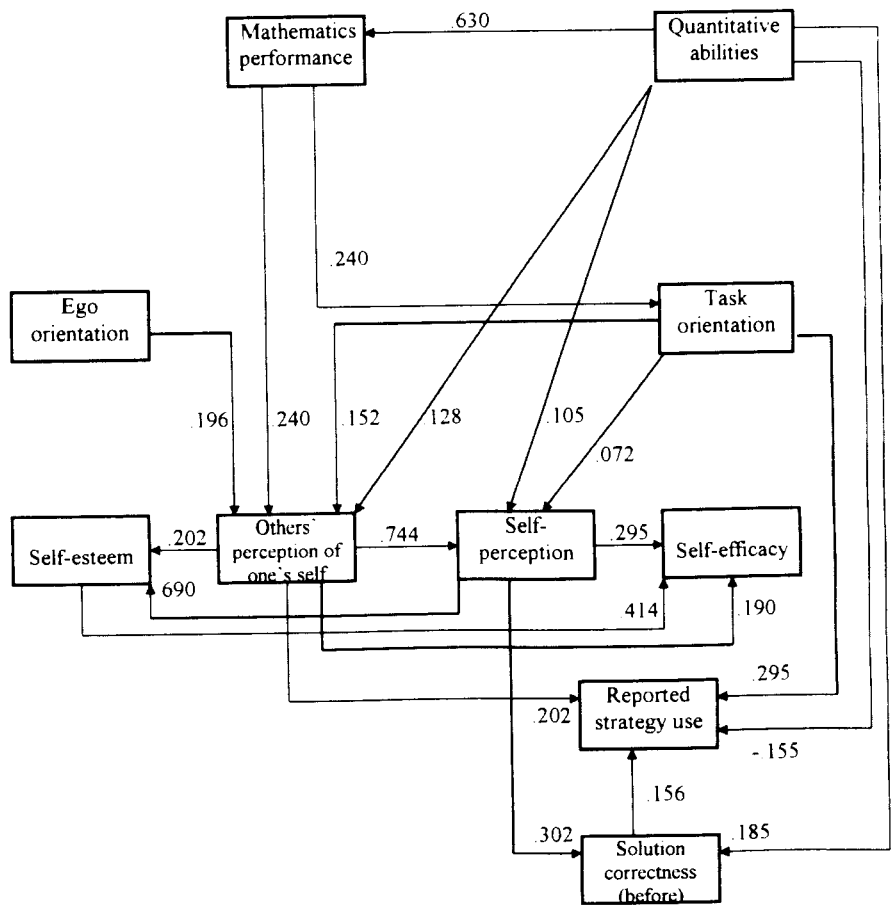 Mathematics
performance
.630
Quantitative
abilities
.240
Ego
orientation
Task
orientation
.196
.240
.152
.128
.105
.072
Self-esteem
.202
Others'
perception of
one's self
.744
Self-
perception
.295
Self-efficacy
690
.414
.190
Reported
strategy use
.202
.295
-.155
.156
.302
Solution
correctness
(before)
.185